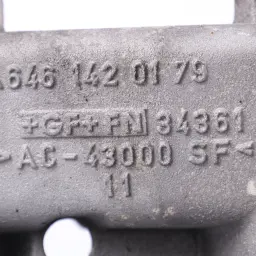 A646 142 01 79
+GF+ FN 34361
>AC-43000 SF<
11